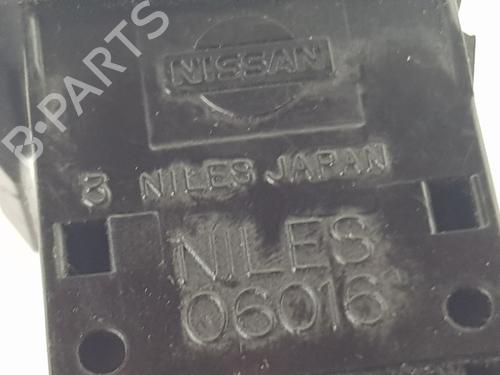 B-PARTS
NISSAN
3 NILES JAPAN
NILES
06016